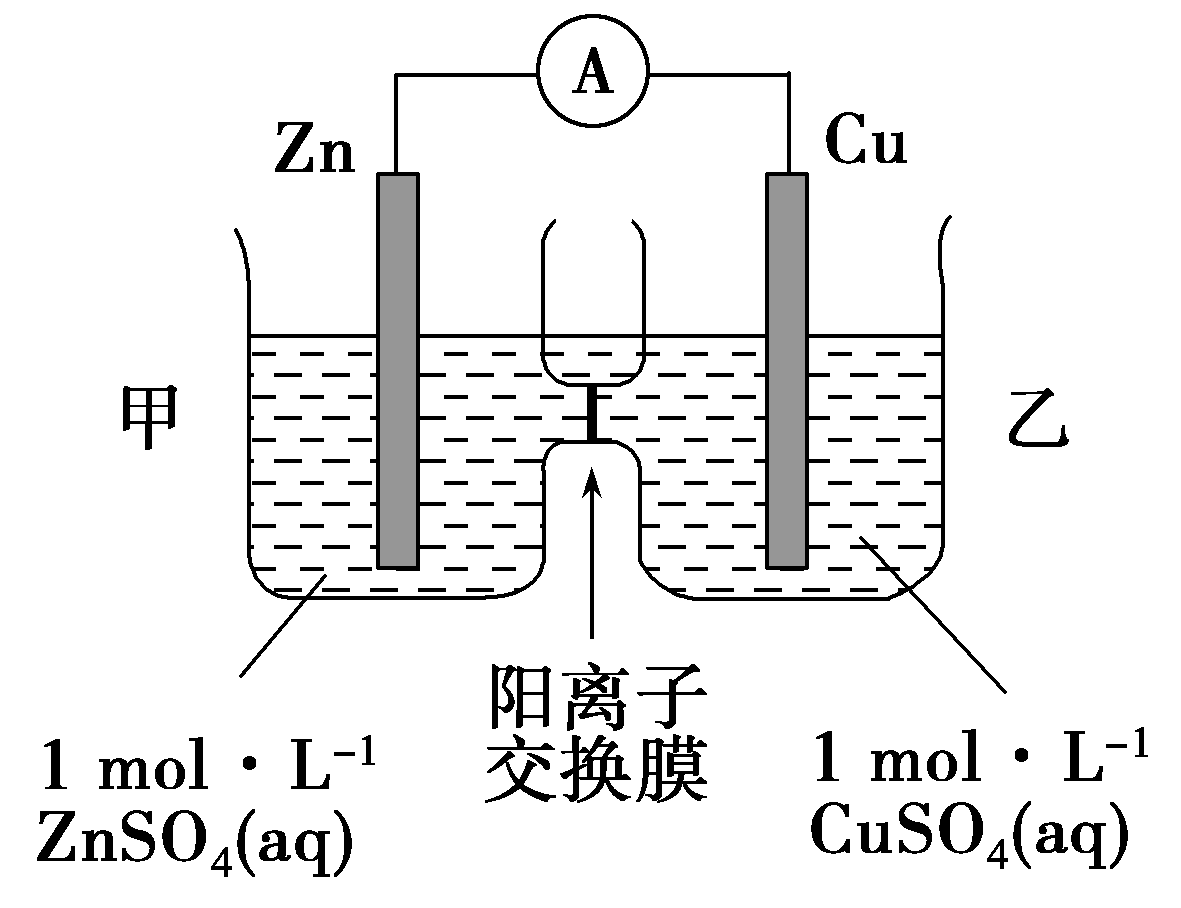 A
Zn
Cu
甲
乙
阳离子
交换膜
1 mol · L⁻¹
ZnSO₄(aq)
1 mol · L⁻¹
CuSO₄(aq)